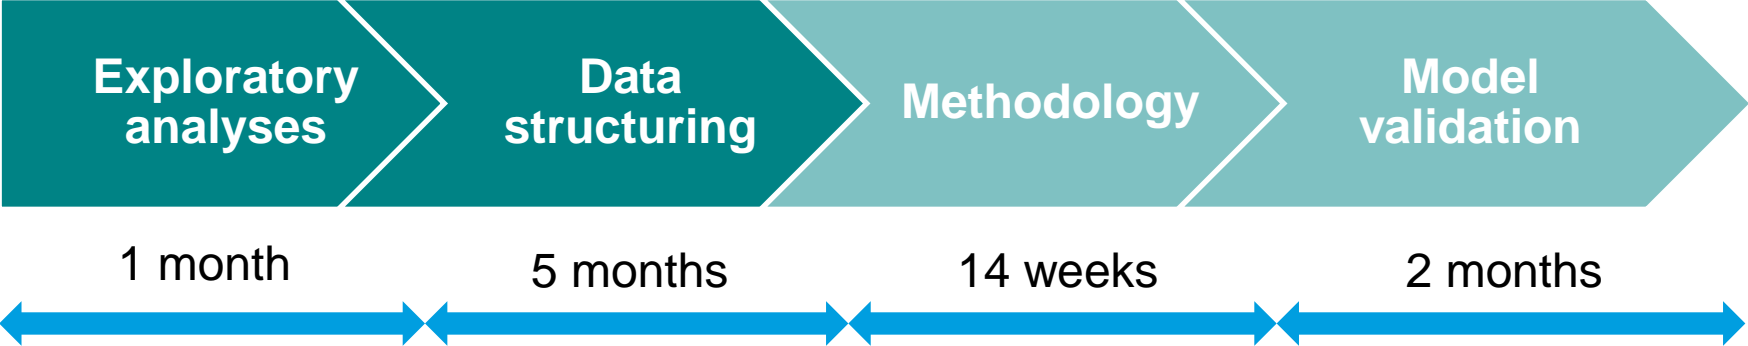 Exploratory
analyses
Data
structuring
Methodology
Model
validation
1 month
5 months
14 weeks
2 months